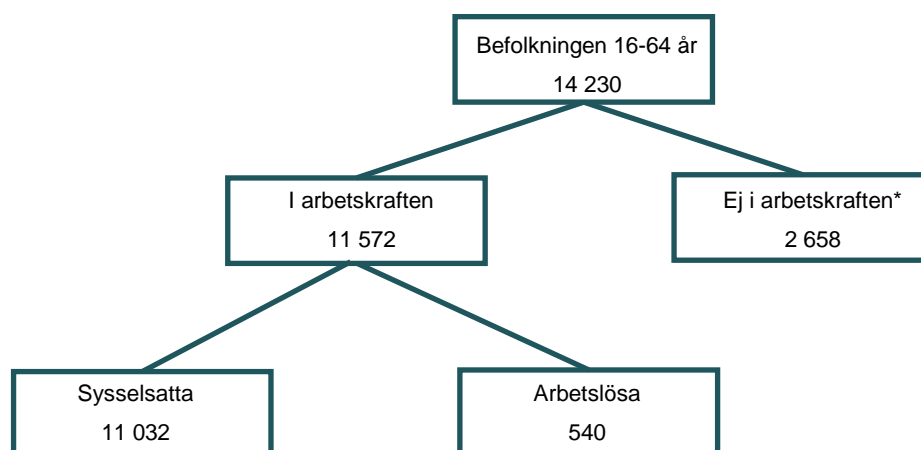 Befolkningen 16-64 år
14 230
I arbetskraften
11 572
Ej i arbetskraften*
2 658
Sysselsatta
11 032
Arbetslösa
540